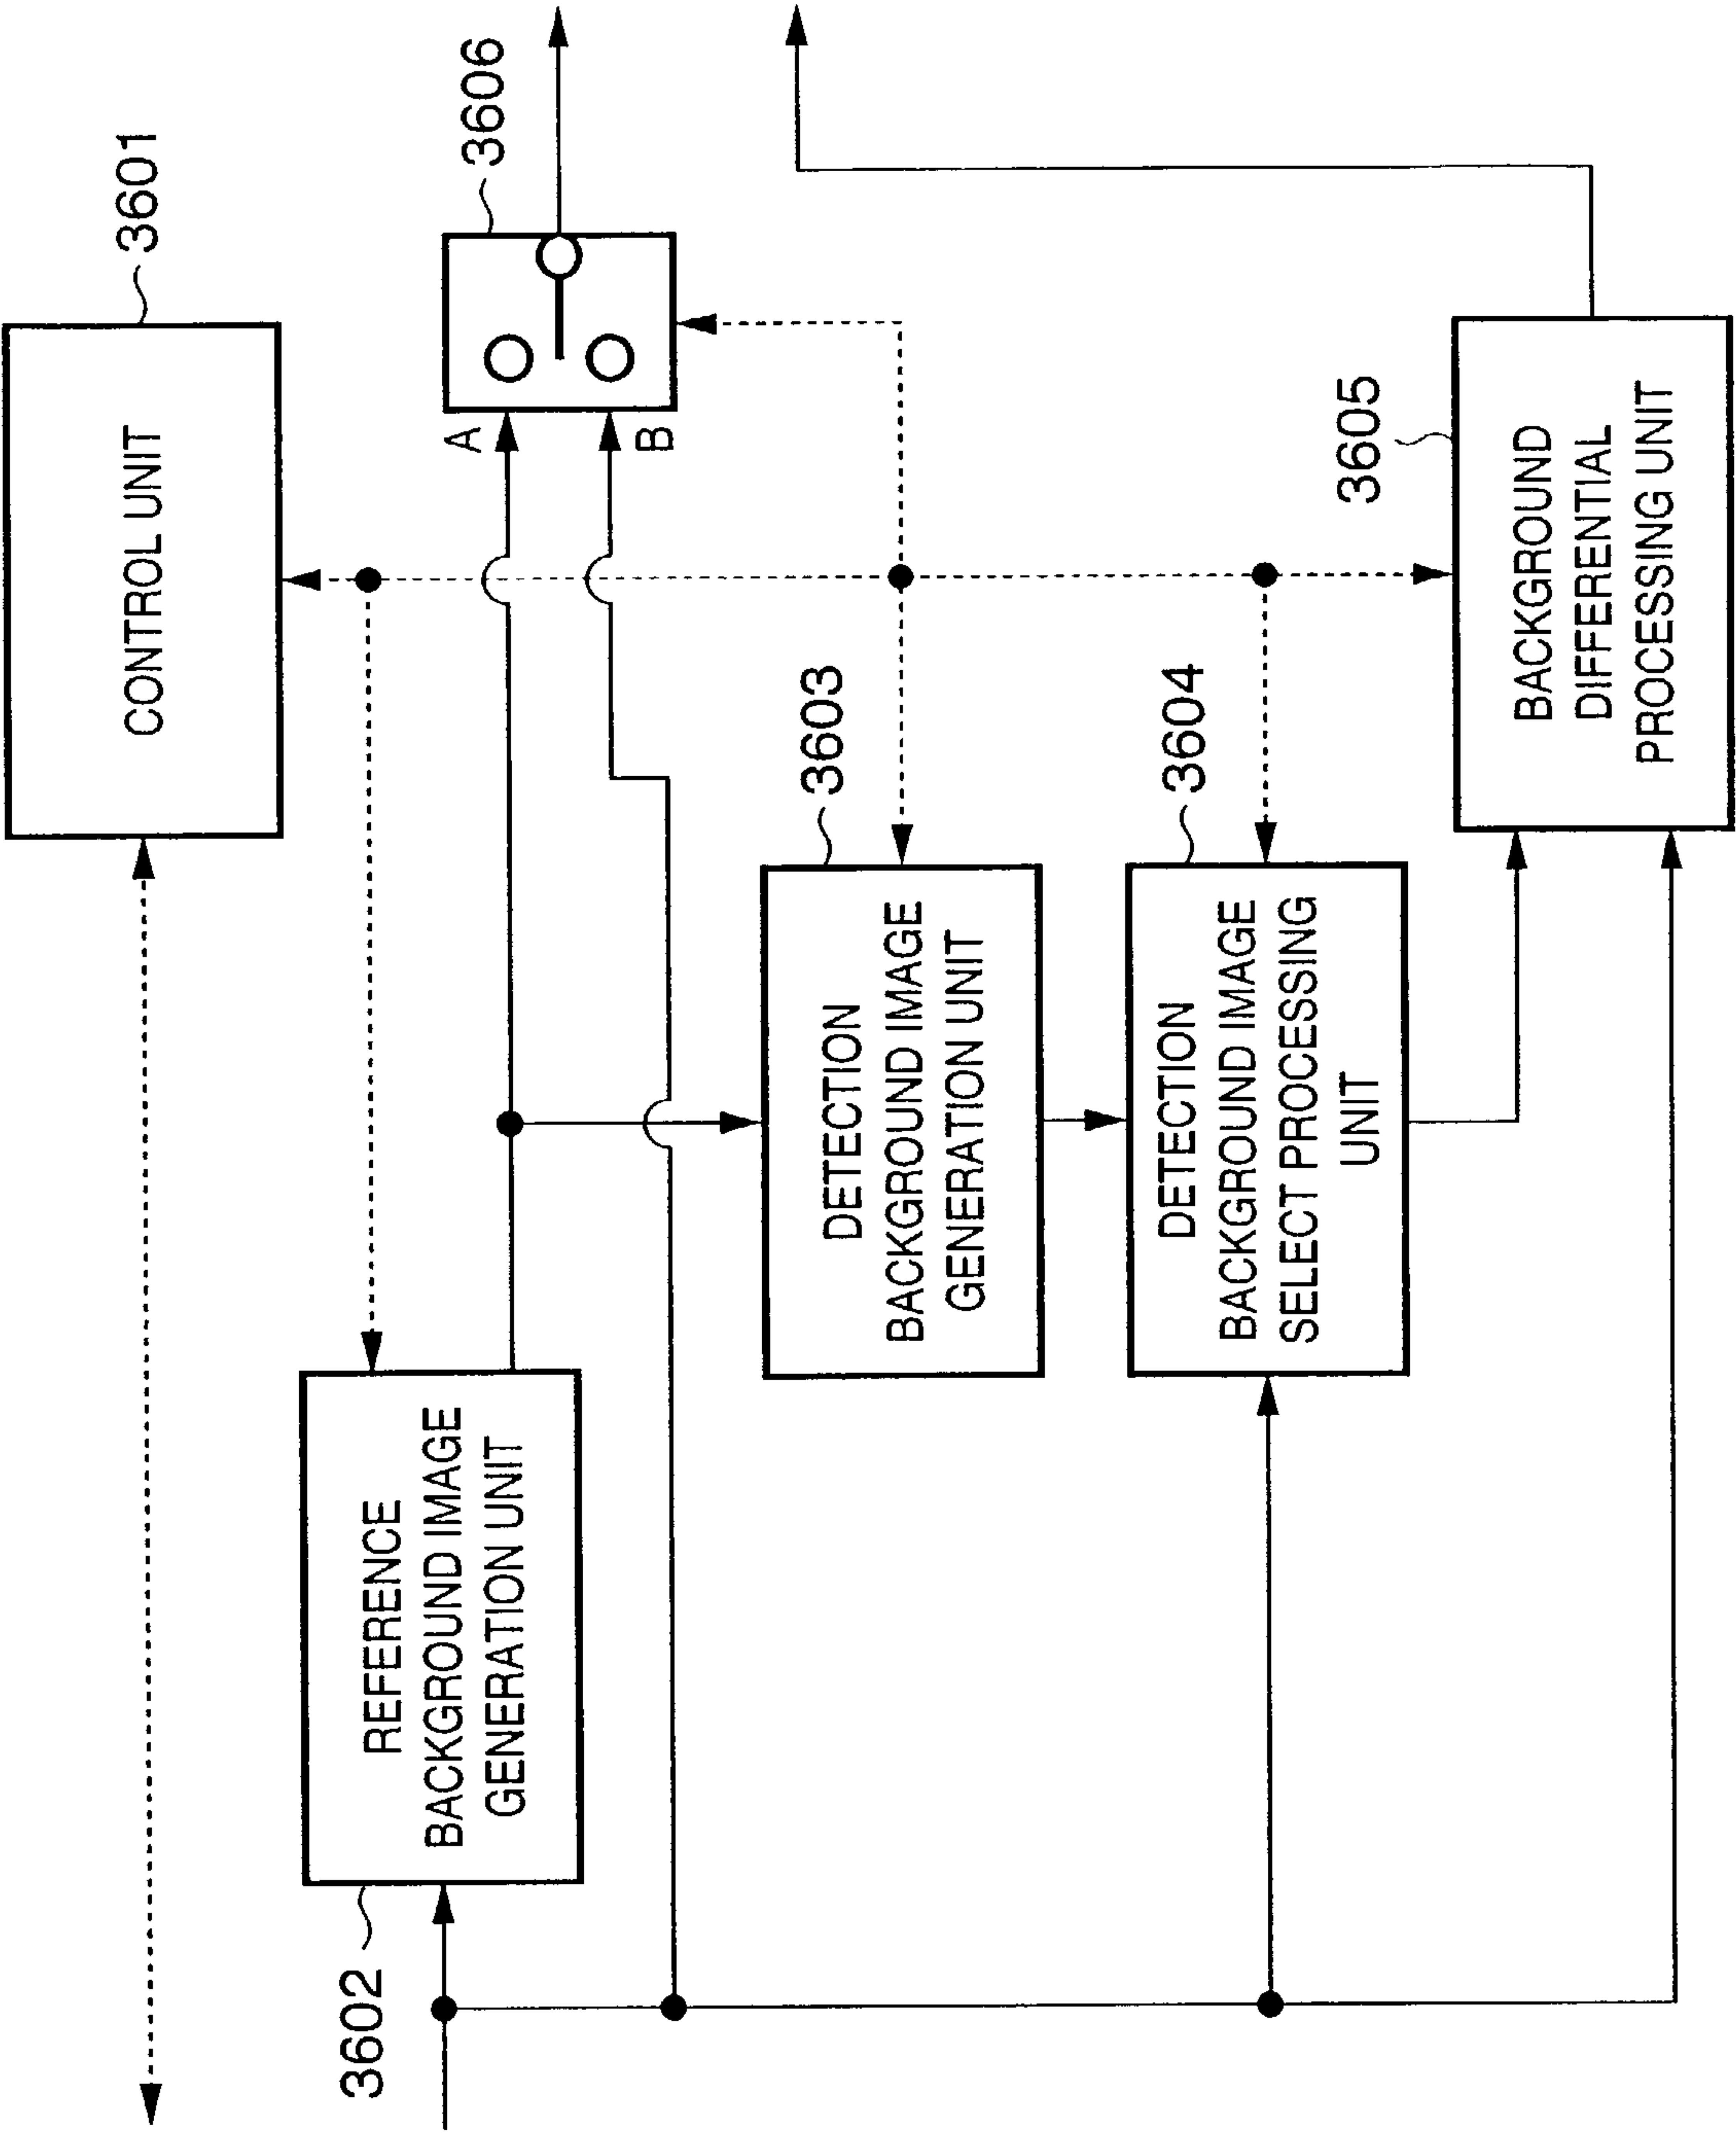 3601
CONTROL UNIT
3602
REFERENCE
BACKGROUND IMAGE
GENERATION UNIT
A
B
3606
3603
DETECTION
BACKGROUND IMAGE
GENERATION UNIT
3604
DETECTION
BACKGROUND IMAGE
SELECT PROCESSING
UNIT
3605
BACKGROUND
DIFFERENTIAL
PROCESSING UNIT